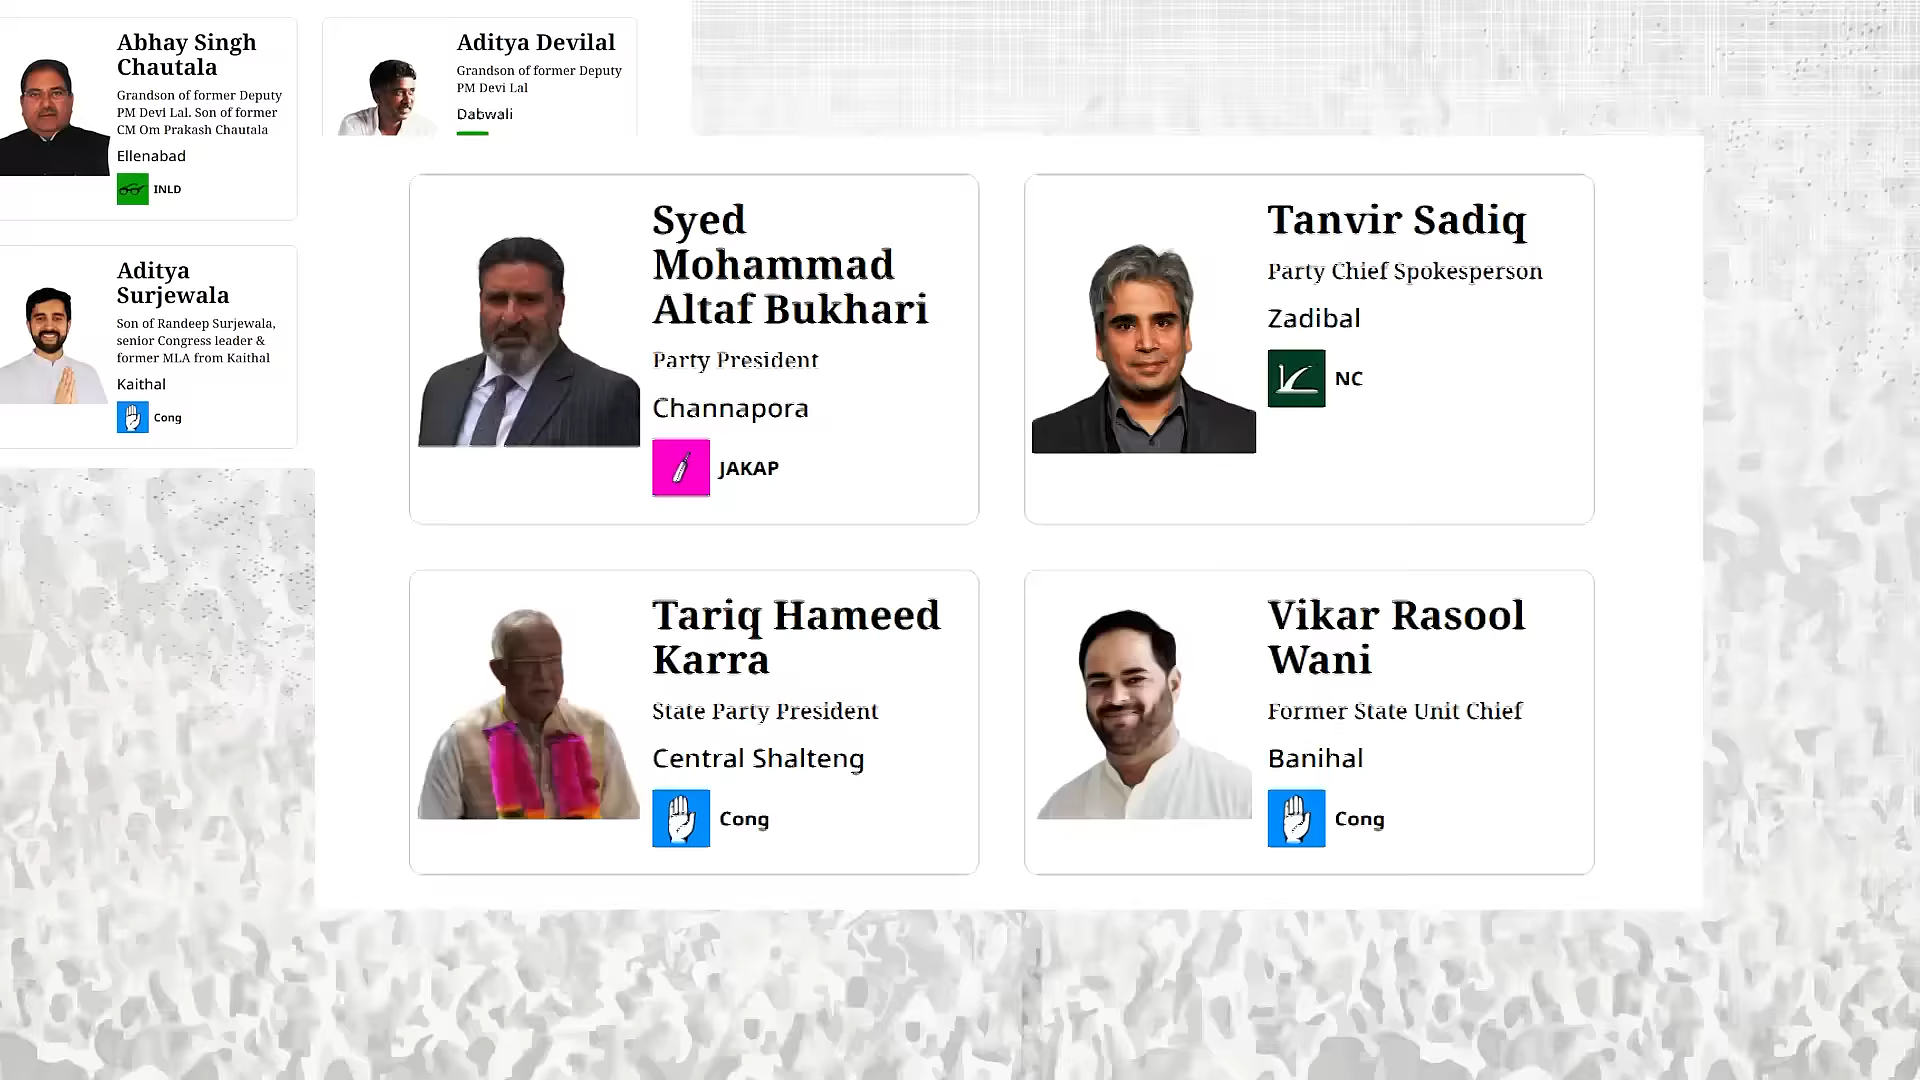 Abhay Singh
Chautala
Grandson of former Deputy
PM Devi Lal. Son of former
CM Om Prakash Chautala
Ellenabad
INLD
Aditya Devilal
Grandson of former Deputy
PM Devi Lal
Dabwali
Aditya
Surjewala
Son of Randeep Surjewala,
senior Congress leader &
former MLA from Kaithal
Kaithal
Cong
Syed
Mohammad
Altaf Bukhari
Party President
Channapora
JAKAP
Tanvir Sadiq
Party Chief Spokesperson
Zadibal
NC
Tariq Hameed
Karra
State Party President
Central Shalteng
Cong
Vikar Rasool
Wani
Former State Unit Chief
Banihal
Cong